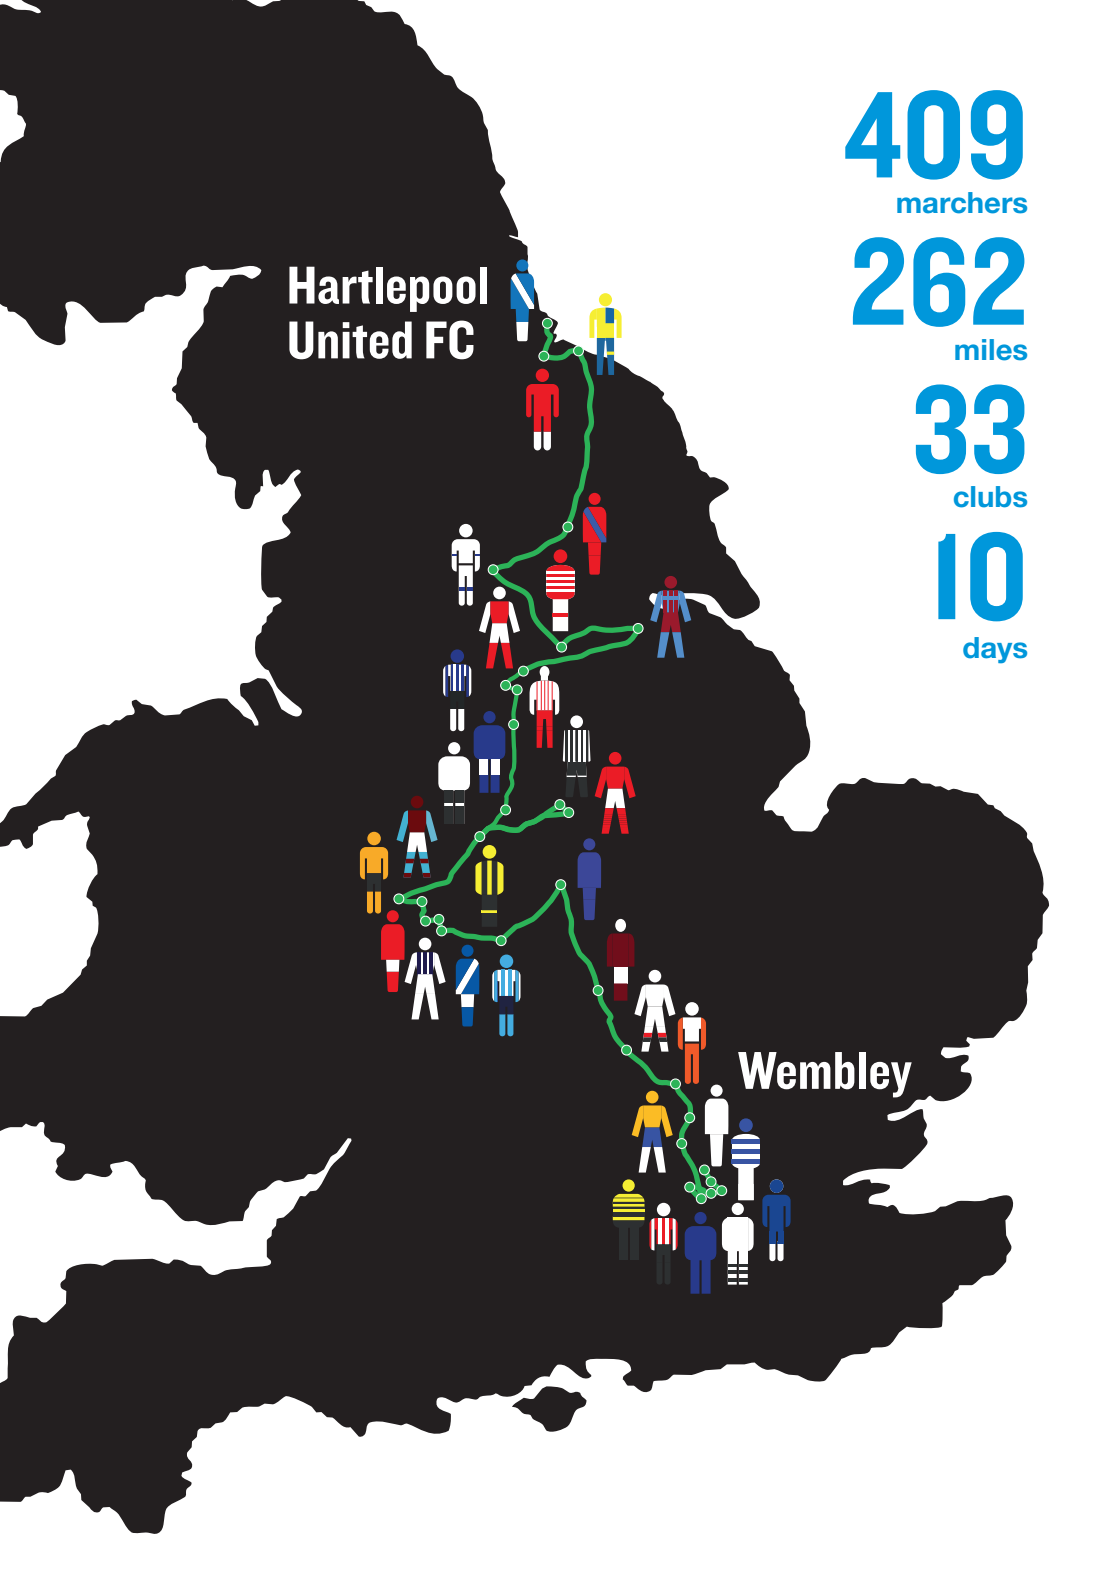 409
marchers
262
miles
33
clubs
10
days
Hartlepool
United FC
Wembley